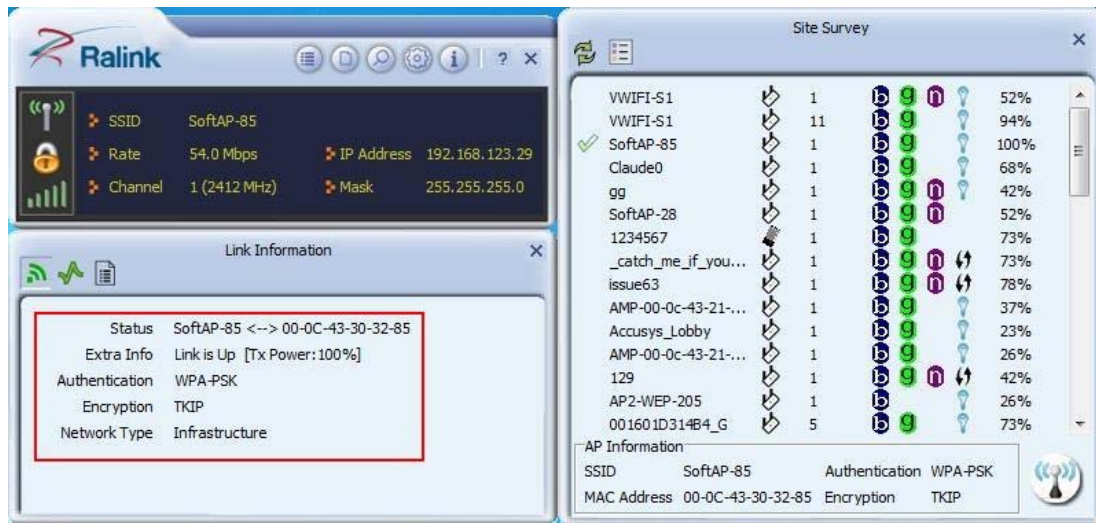 Ralink
? ×
SSID SoftAP-85
Rate 54.0 Mbps IP Address 192.168.123.29
Channel 1 (2412 MHz) Mask 255.255.255.0
Link Information ×
Status SoftAP-85 <--> 00-0C-43-30-32-85
Extra Info Link is Up [Tx Power:100%]
Authentication WPA-PSK
Encryption TKIP
Network Type Infrastructure
Site Survey ×
VWIFI-S1 1 b g n 52%
VWIFI-S1 11 b g 94%
SoftAP-85 1 b g 100%
Claude0 1 b g 68%
gg 1 b g n 42%
SoftAP-28 1 b g n 52%
1234567 1 b g 73%
_catch_me_if_you... 1 b g n 73%
issue63 1 b g n 78%
AMP-00-0c-43-21-... 1 b g 37%
Accusys_Lobby 1 b g 23%
AMP-00-0c-43-21-... 1 b g 26%
129 1 b g n 42%
AP2-WEP-205 1 b 26%
001601D314B4_G 5 b g 73%
AP Information
SSID SoftAP-85 Authentication WPA-PSK
MAC Address 00-0C-43-30-32-85 Encryption TKIP